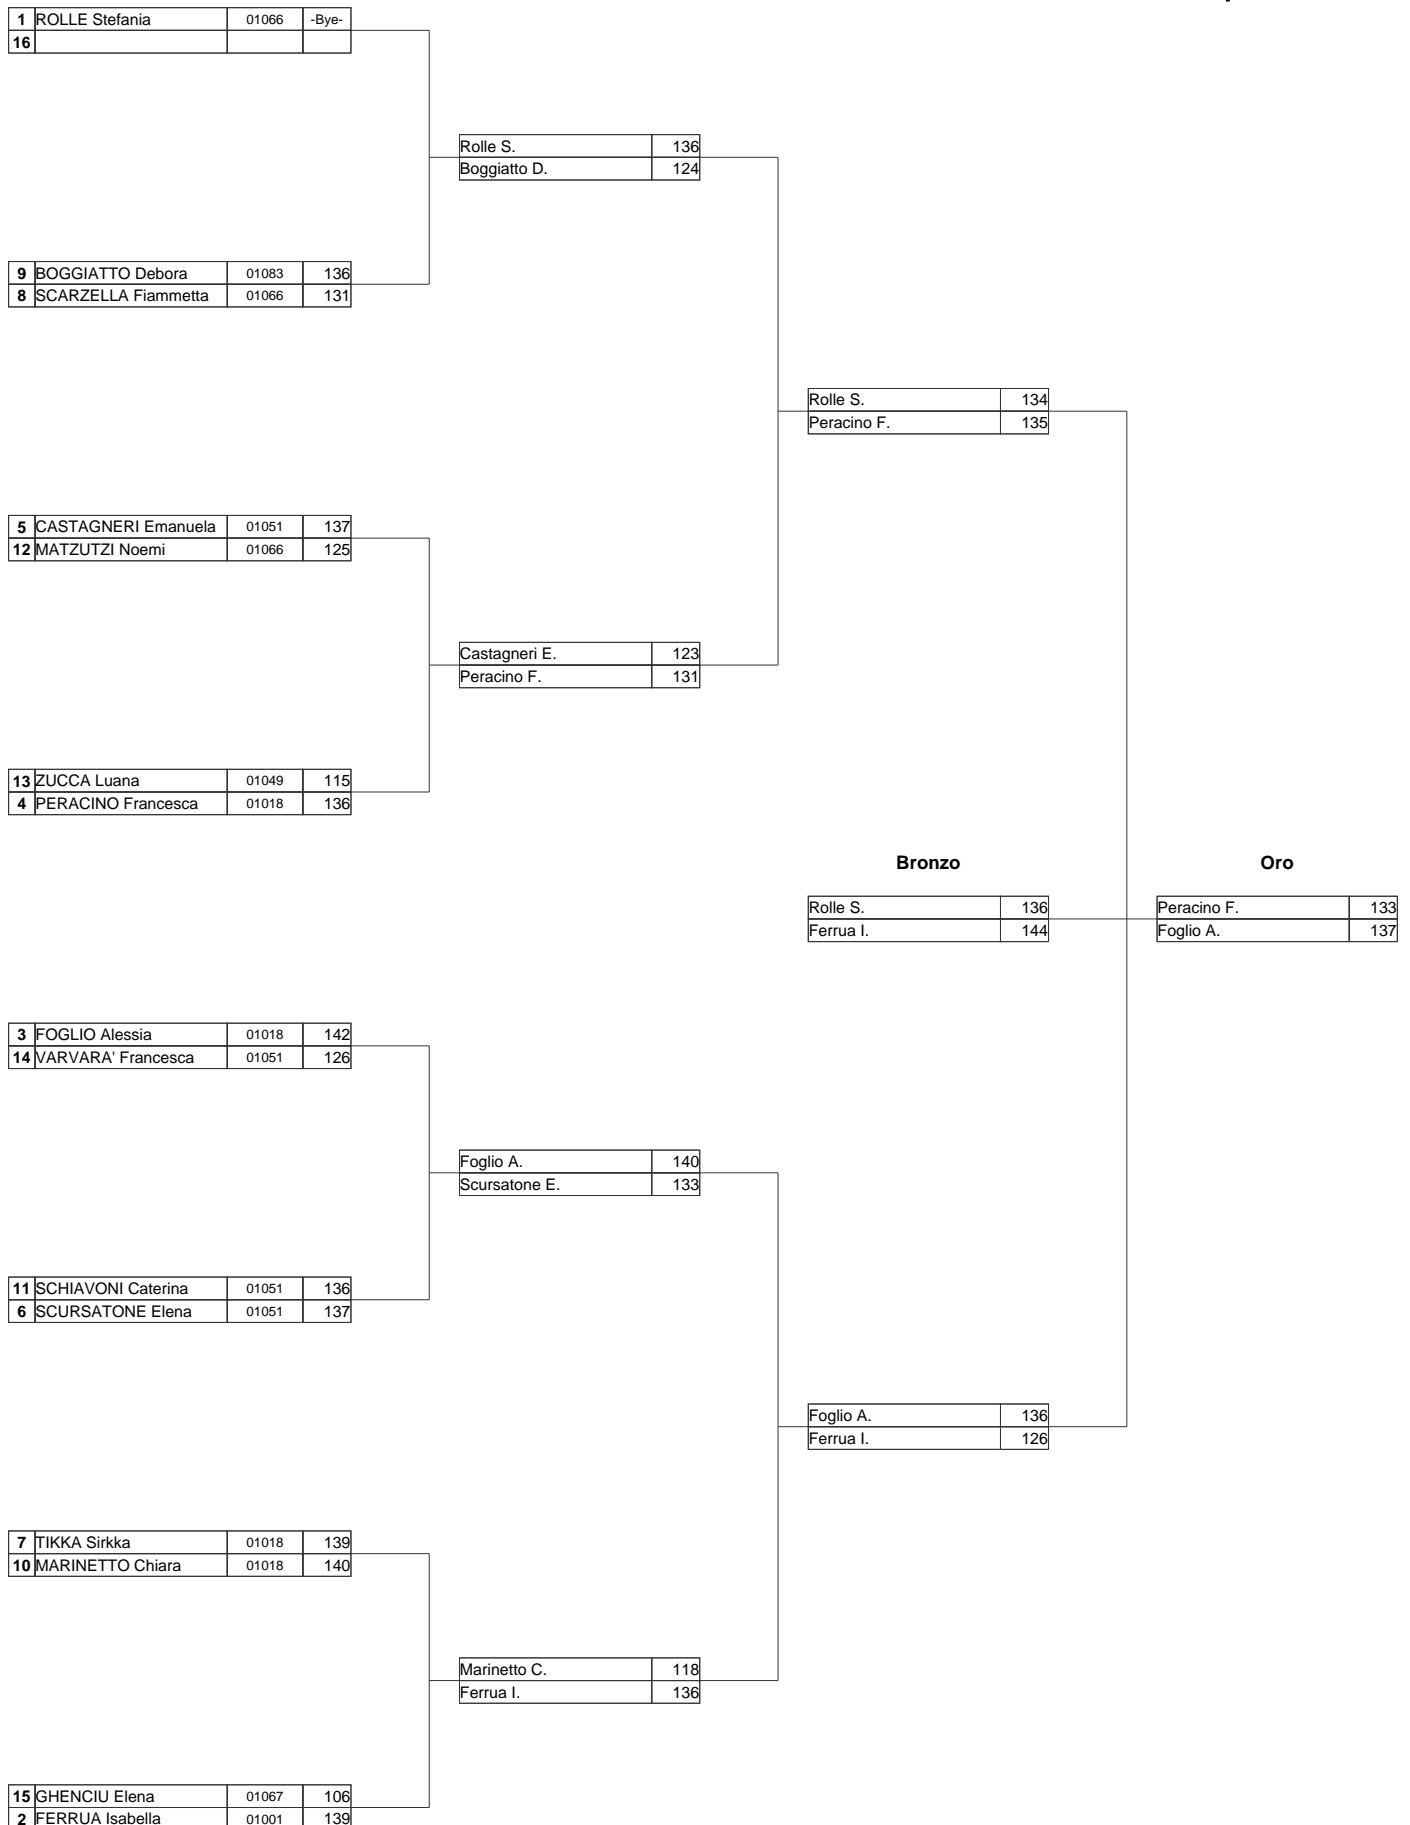 1 ROLLE Stefania 01066 -Bye-
16
Rolle S. 136
Boggiatto D. 124
9 BOGGIATTO Debora 01083 136
8 SCARZELLA Fiammetta 01066 131
Rolle S. 134
Peracino F. 135
5 CASTAGNERI Emanuela 01051 137
12 MATZUTZI Noemi 01066 125
Castagneri E. 123
Peracino F. 131
13 ZUCCA Luana 01049 115
4 PERACINO Francesca 01018 136
Bronzo Oro
Rolle S. 136 Peracino F. 133
Ferrua I. 144 Foglio A. 137
3 FOGLIO Alessia 01018 142
14 VARVARA' Francesca 01051 126
Foglio A. 140
Scursatone E. 133
11 SCHIAVONI Caterina 01051 136
6 SCURSATONE Elena 01051 137
Foglio A. 136
Ferrua I. 126
7 TIKKA Sirkka 01018 139
10 MARINETTO Chiara 01018 140
Marinetto C. 118
Ferrua I. 136
15 GHENCIU Elena 01067 106
2 FERRUA Isabella 01001 139